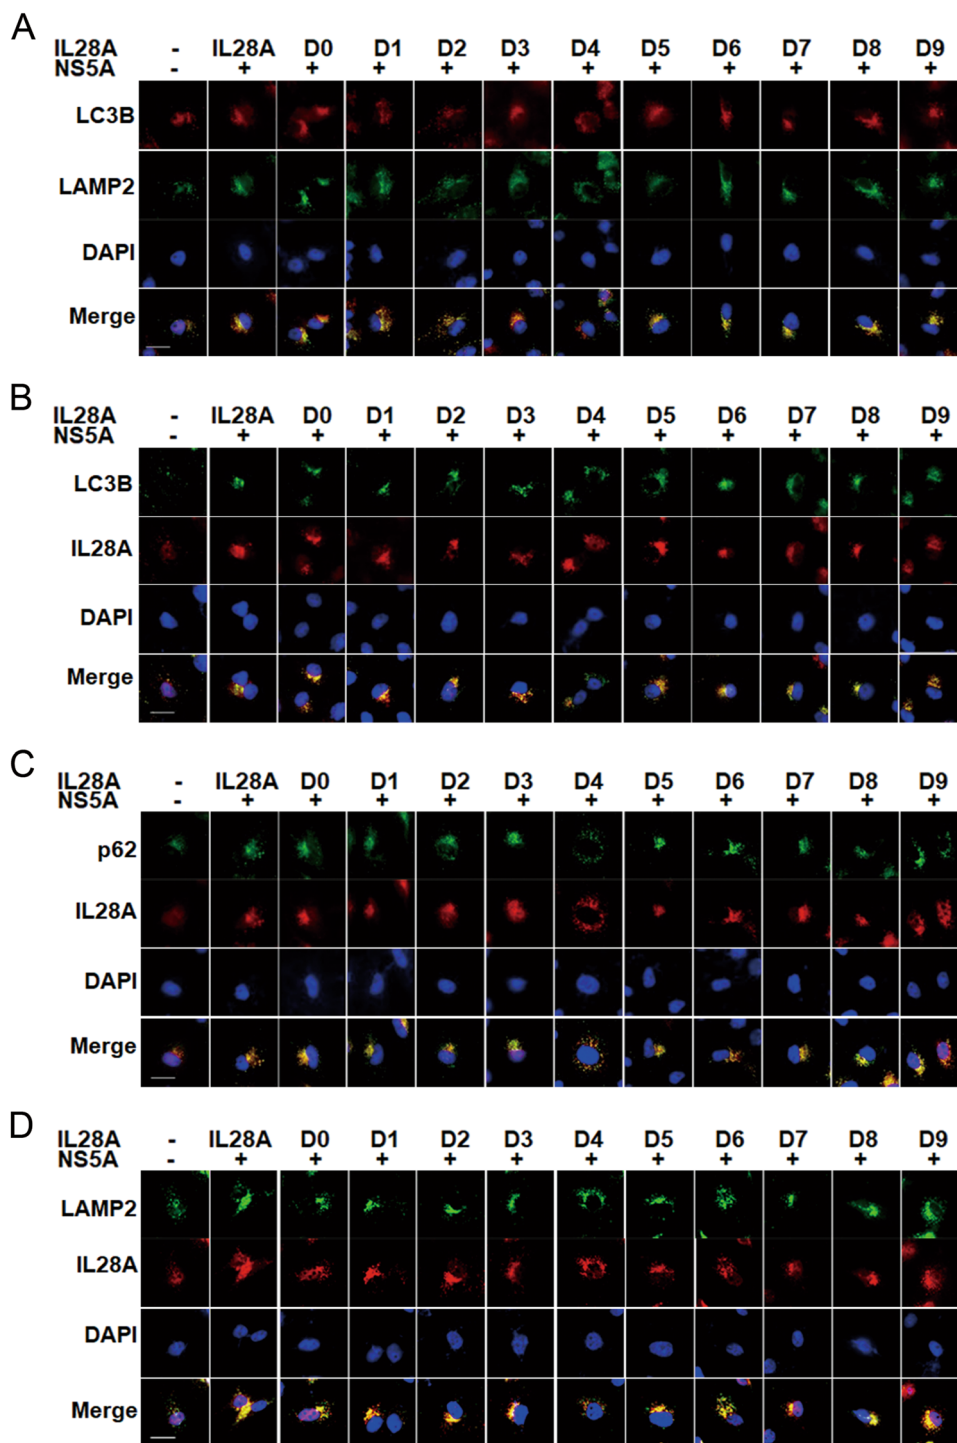 A
IL28A - IL28A D0 D1 D2 D3 D4 D5 D6 D7 D8 D9
NS5A - + + + + + + + + + + +
LC3B
LAMP2
DAPI
Merge
B
IL28A - IL28A D0 D1 D2 D3 D4 D5 D6 D7 D8 D9
NS5A - + + + + + + + + + + +
LC3B
IL28A
DAPI
Merge
C
IL28A - IL28A D0 D1 D2 D3 D4 D5 D6 D7 D8 D9
NS5A - + + + + + + + + + + +
p62
IL28A
DAPI
Merge
D
IL28A - IL28A D0 D1 D2 D3 D4 D5 D6 D7 D8 D9
NS5A - + + + + + + + + + + +
LAMP2
IL28A
DAPI
Merge